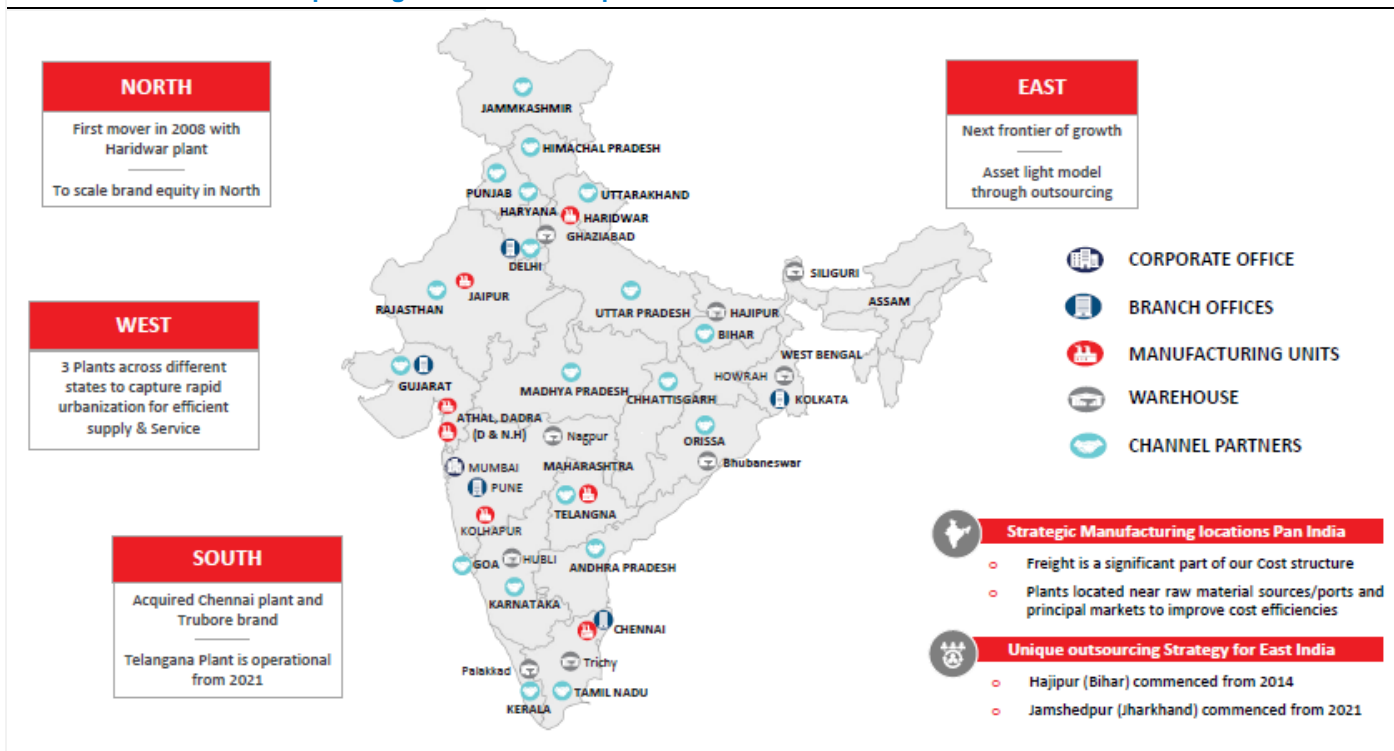 NORTH
First mover in 2008 with
Haridwar plant
To scale brand equity in North
WEST
3 Plants across different
states to capture rapid
urbanization for efficient
supply & Service
SOUTH
Acquired Chennai plant and
Trubore brand
Telangana Plant is operational
from 2021
JAMMKASHMIR
HIMACHAL PRADESH
PUNJAB
HARYANA
UTTARAKHAND
HARIDWAR
GHAZIABAD
DELHI
JAIPUR
RAJASTHAN
UTTAR PRADESH
HAJIPUR
BIHAR
SILIGURI
ASSAM
WEST BENGAL
HOWRAH
KOLKATA
GUJARAT
MADHYA PRADESH
CHHATTISGARH
ATHAL, DADRA
(D & N.H)
Nagpur
ORISSA
Bhubaneswar
MUMBAI
MAHARASHTRA
PUNE
TELANGNA
KOLHAPUR
GOA
HUBLI
ANDHRA PRADESH
KARNATAKA
CHENNAI
Palakkad
Trichy
TAMIL NADU
KERALA
EAST
Next frontier of growth
Asset light model
through outsourcing
CORPORATE OFFICE
BRANCH OFFICES
MANUFACTURING UNITS
WAREHOUSE
CHANNEL PARTNERS
Strategic Manufacturing locations Pan India
Freight is a significant part of our Cost structure
Plants located near raw material sources/ports and
principal markets to improve cost efficiencies
Unique outsourcing Strategy for East India
Hajipur (Bihar) commenced from 2014
Jamshedpur (Jharkhand) commenced from 2021